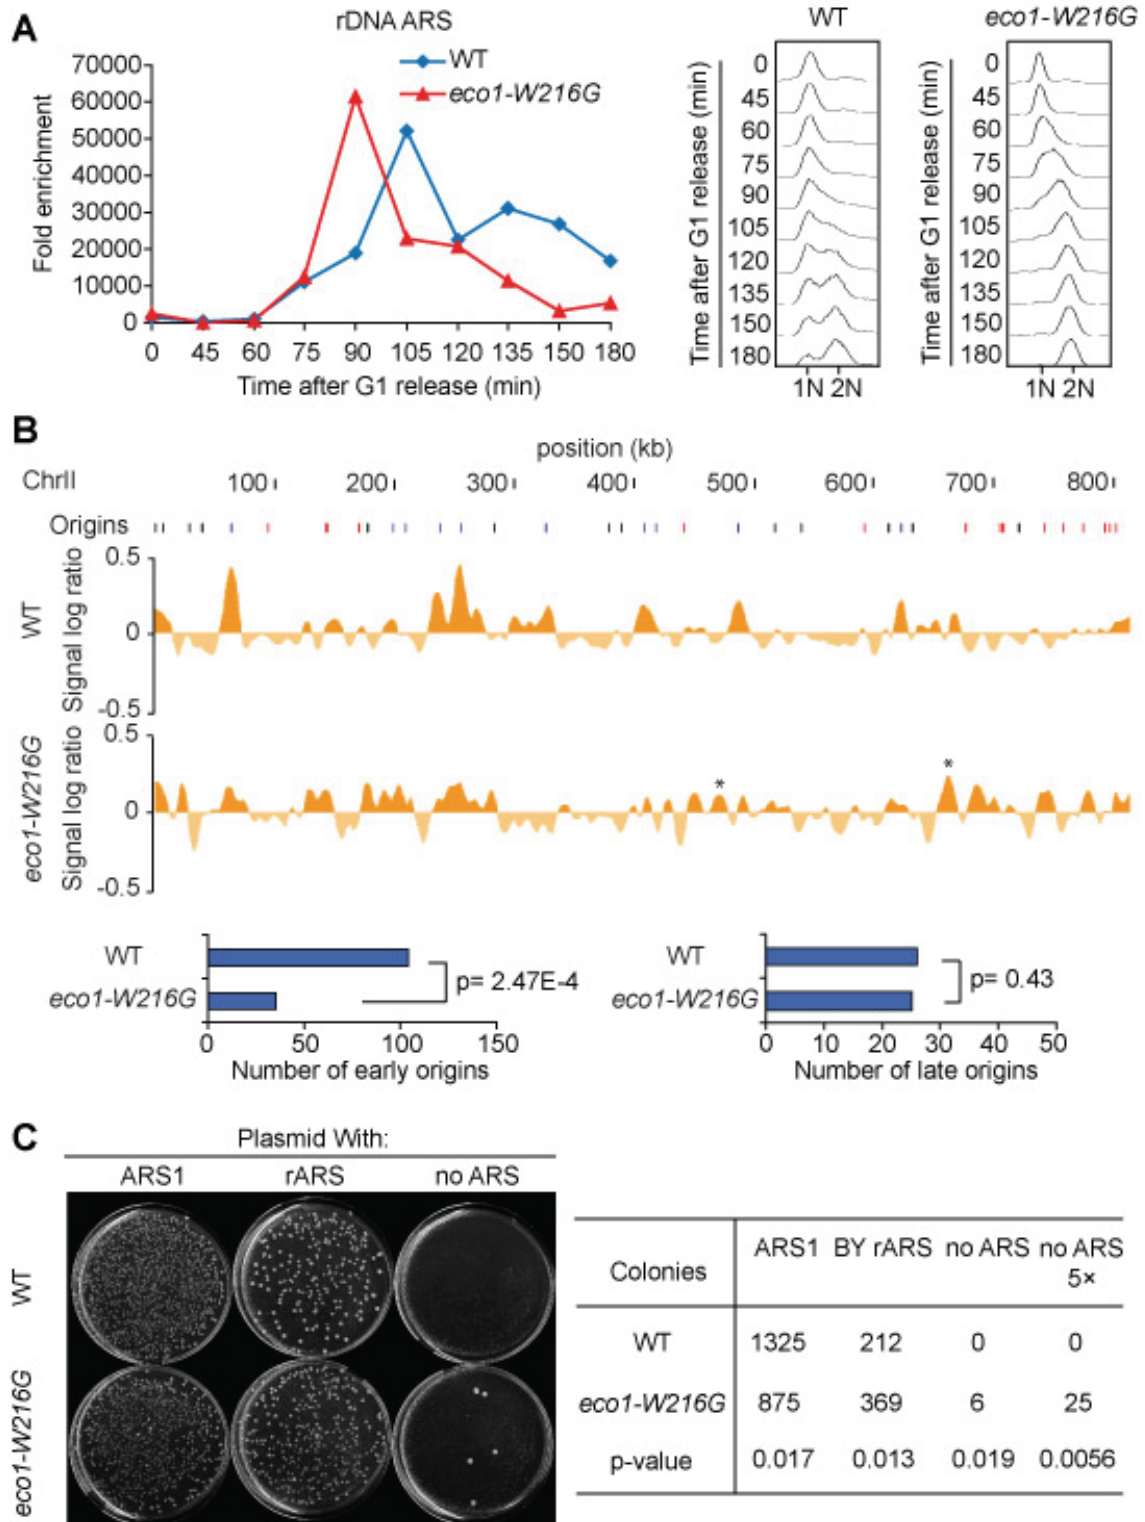 A
rDNA ARS
WT
eco1-W216G
Fold enrichment
70000
60000
50000
40000
30000
20000
10000
0
0 45 60 75 90 105 120 135 150 180
Time after G1 release (min)
WT
Time after G1 release (min)
0
45
60
75
90
105
120
135
150
180
1N 2N
eco1-W216G
Time after G1 release (min)
0
45
60
75
90
105
120
135
150
180
1N 2N
B
position (kb)
ChrII 100 200 300 400 500 600 700 800
Origins
WT
Signal log ratio
0.5
0
-0.5
eco1-W216G
Signal log ratio
0.5
0
-0.5
* *
WT
eco1-W216G
p= 2.47E-4
0 50 100 150
Number of early origins
WT
eco1-W216G
p= 0.43
0 10 20 30 40 50
Number of late origins
C
Plasmid With:
ARS1 rARS no ARS
WT
eco1-W216G
Colonies ARS1 BY rARS no ARS no ARS
5×
WT 1325 212 0 0
eco1-W216G 875 369 6 25
p-value 0.017 0.013 0.019 0.0056